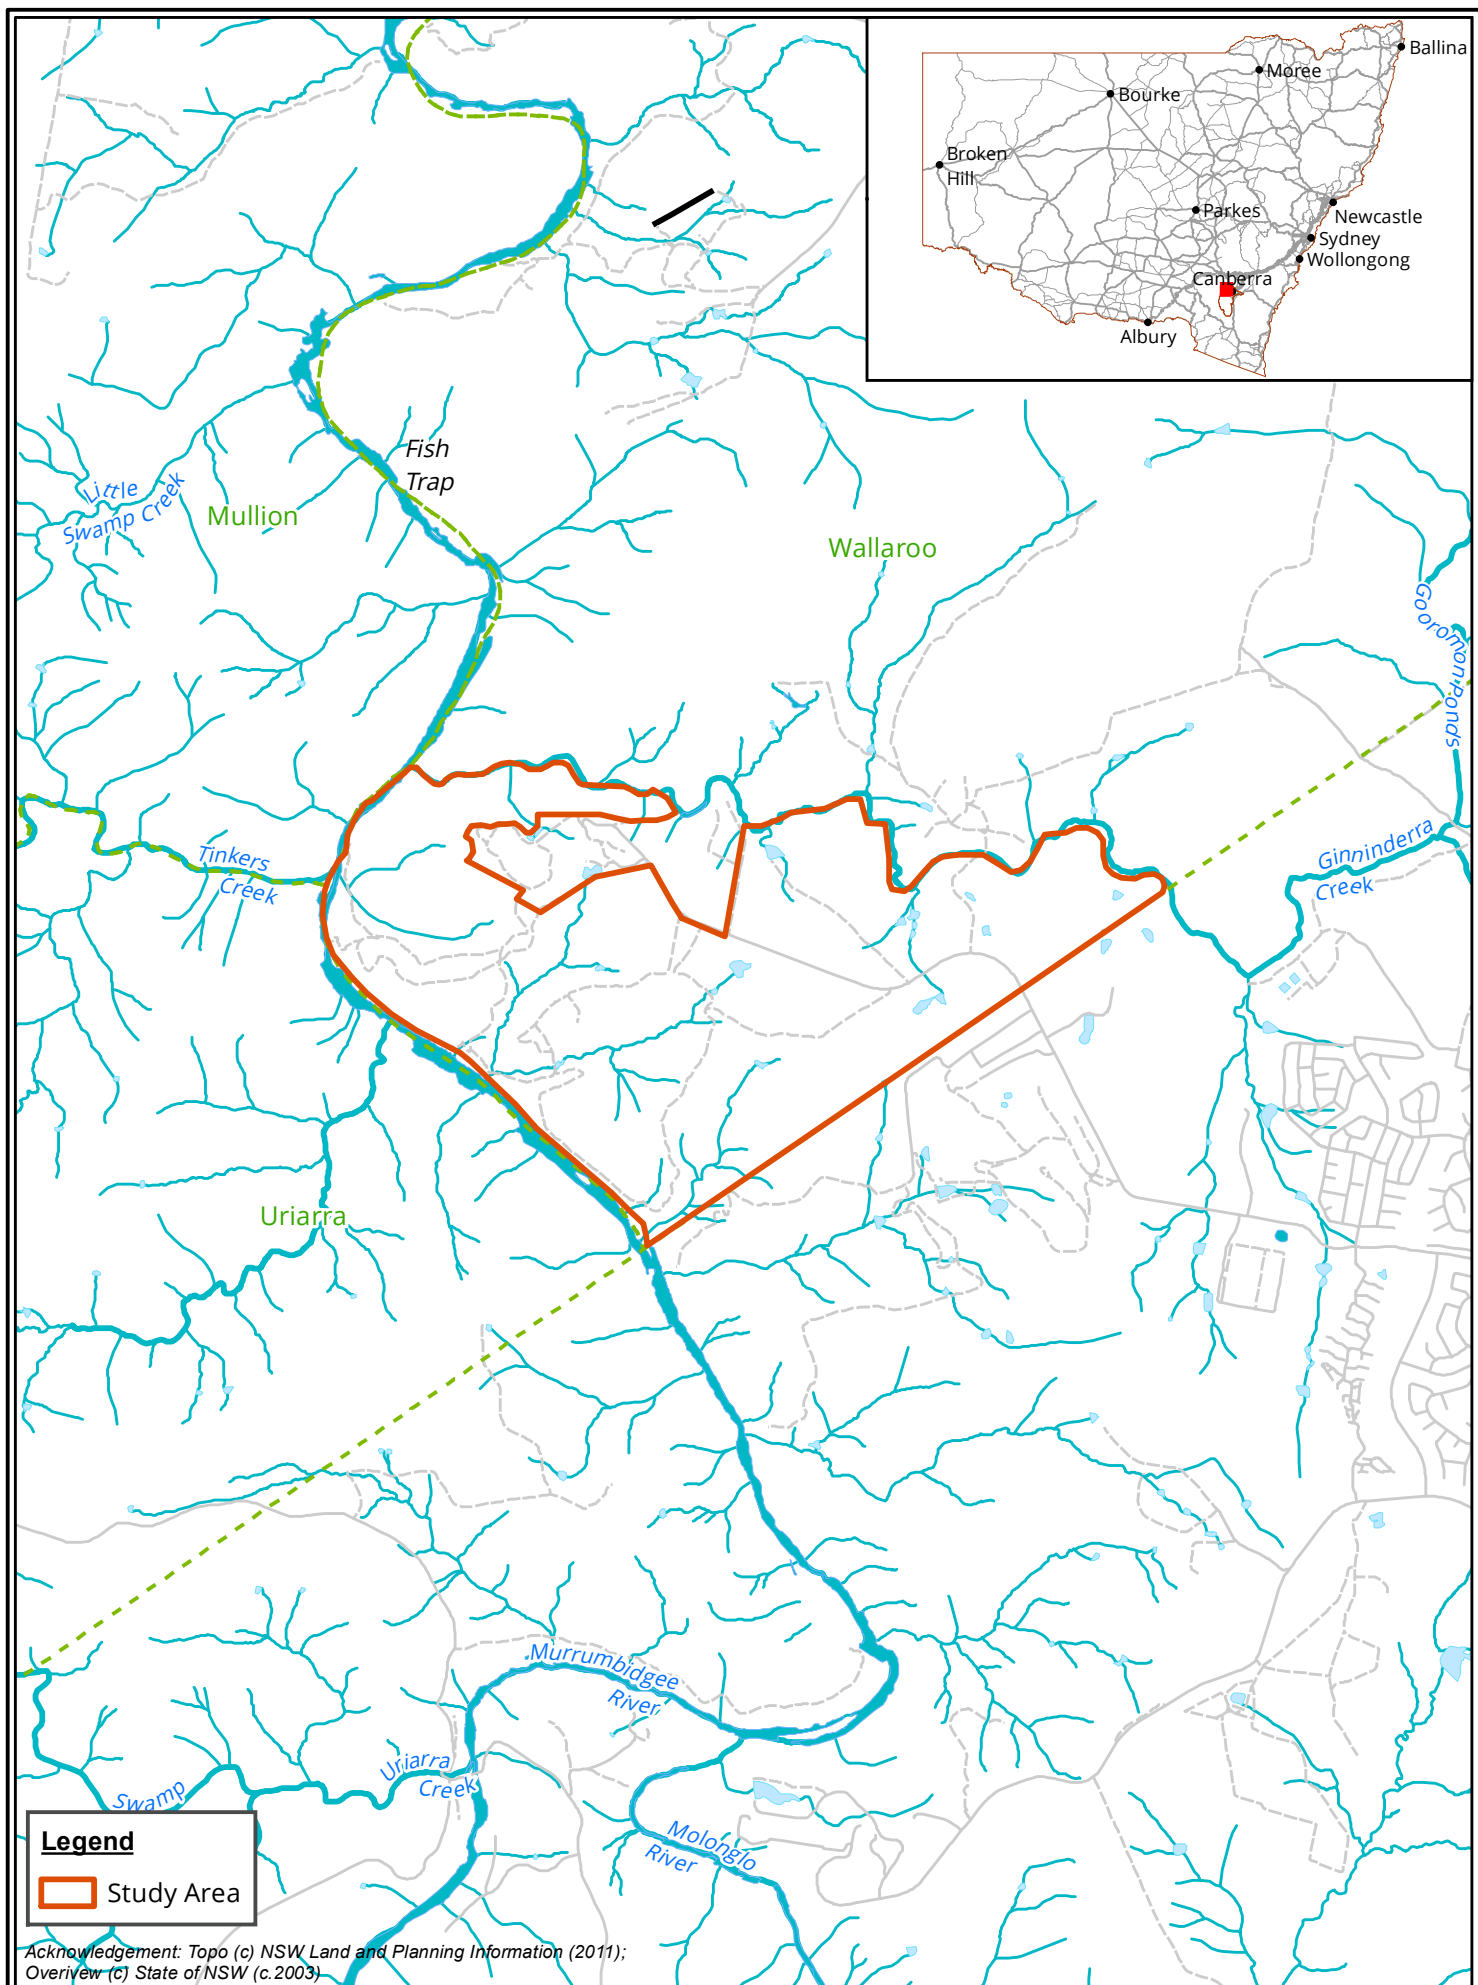 Ballina
Moree
Bourke
Broken
Hill
Parkes
Newcastle
Sydney
Wollongong
Canberra
Albury
Fish
Trap
Little
Swamp Creek
Mullion
Wallaroo
Gooromon Ponds
Tinkers
Creek
Ginninderra
Creek
Uriarra
Murrumbidgee
River
Uriarra
Creek
Swamp
Molonglo
River
Legend
Study Area
Acknowledgement: Topo (c) NSW Land and Planning Information (2011);
Overivew (c) State of NSW (c.2003)